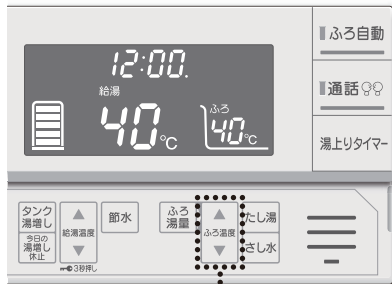 ふろ自動
12:00.
給湯
40℃
ふろ
40℃
通話
湯上りタイマー
タンク
湯増し
今日の
湯増し
休止
▲
給湯温度
▼
3秒押し
節水
ふろ
湯量
▲
ふろ温度
▼
たし湯
さし水